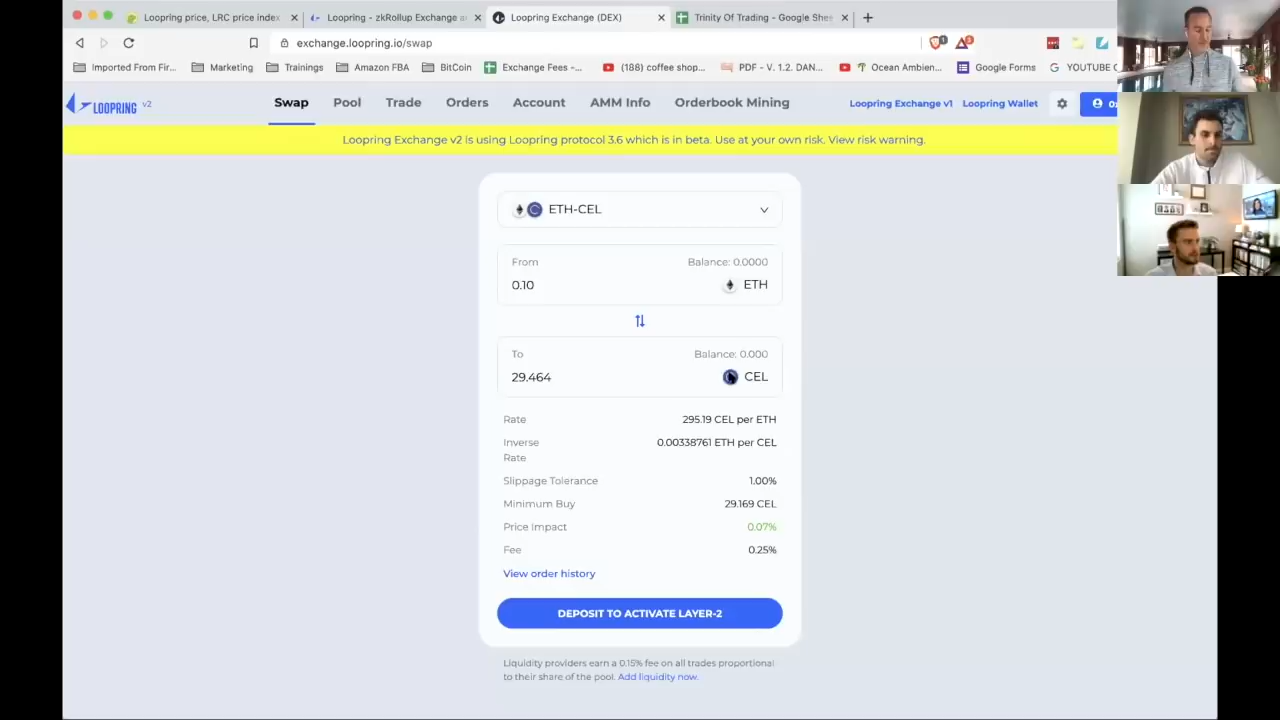 Loopring price, LRC price index
Loopring - zkRollup Exchange a
Loopring Exchange (DEX)
Trinity Of Trading - Google She
exchange.loopring.io/swap
Imported From Fir... Marketing Trainings Amazon FBA BitCoin Exchange Fees -... (188) coffee shop... PDF - V. 1.2. DAN... Ocean Ambien... Google Forms YOUTUBE C
LOOPRING v2
Swap Pool Trade Orders Account AMM Info Orderbook Mining Loopring Exchange v1 Loopring Wallet
Loopring Exchange v2 is using Loopring protocol 3.6 which is in beta. Use at your own risk. View risk warning.
ETH-CEL
From Balance: 0.0000
0.10 ETH
To Balance: 0.000
29.464 CEL
Rate 295.19 CEL per ETH
Inverse Rate 0.00338761 ETH per CEL
Slippage Tolerance 1.00%
Minimum Buy 29.169 CEL
Price Impact 0.07%
Fee 0.25%
View order history
DEPOSIT TO ACTIVATE LAYER-2
Liquidity providers earn a 0.15% fee on all trades proportional
to their share of the pool. Add liquidity now.